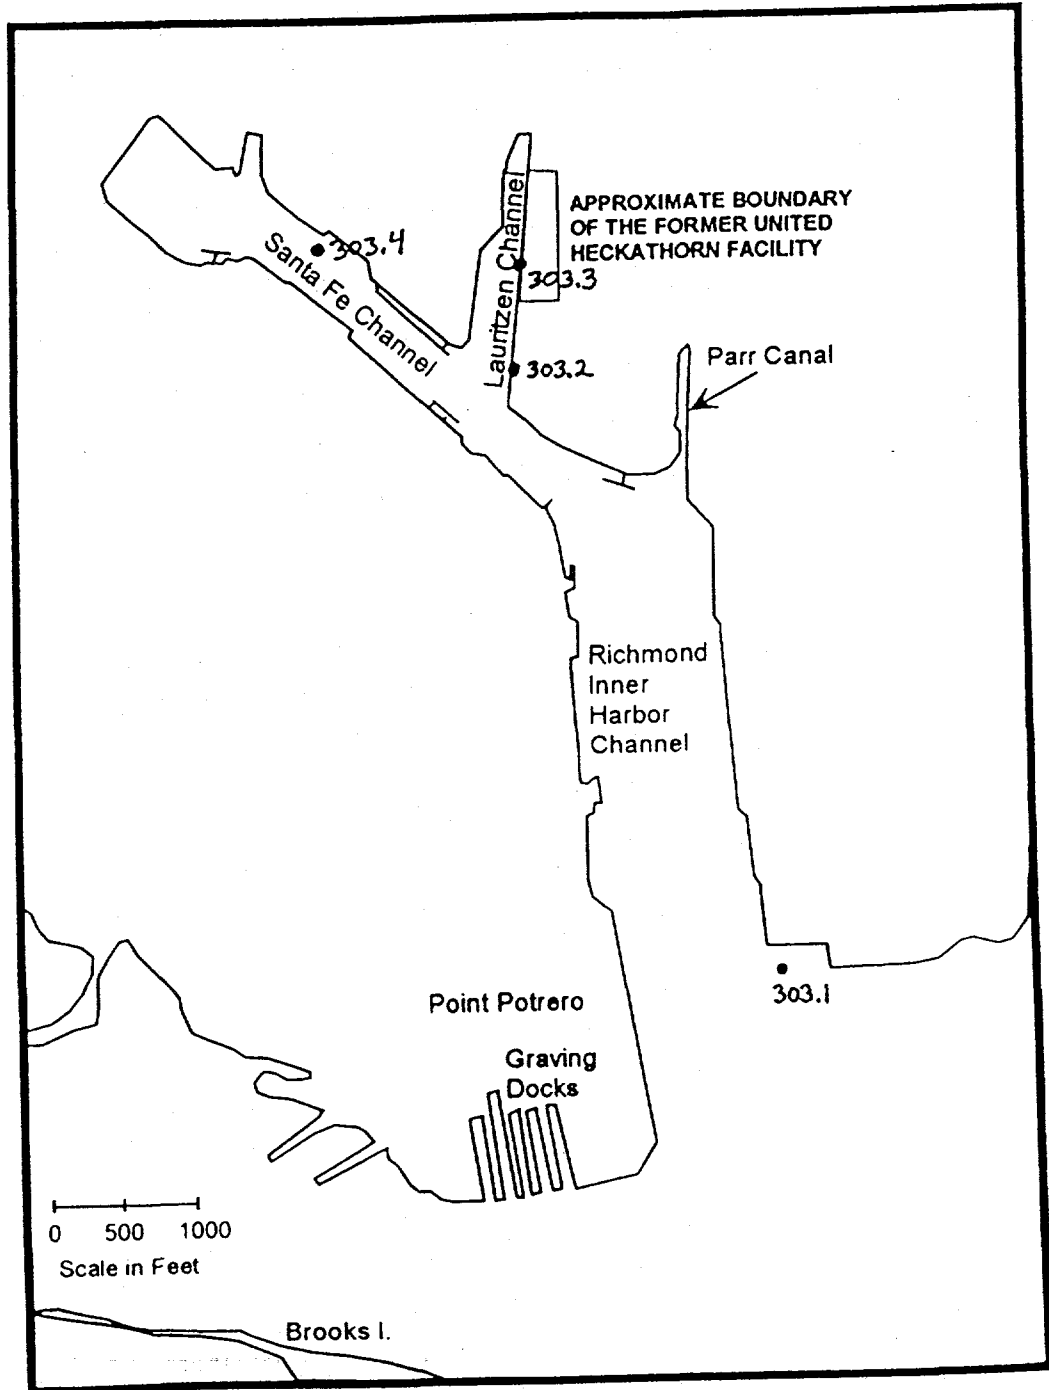 APPROXIMATE BOUNDARY
OF THE FORMER UNITED
HECKATHORN FACILITY
303.4
Santa Fe Channel
Lauritzen Channel
303.3
303.2
Parr Canal
Richmond
Inner
Harbor
Channel
303.1
Point Potrero
Graving
Docks
0 500 1000
Scale in Feet
Brooks I.